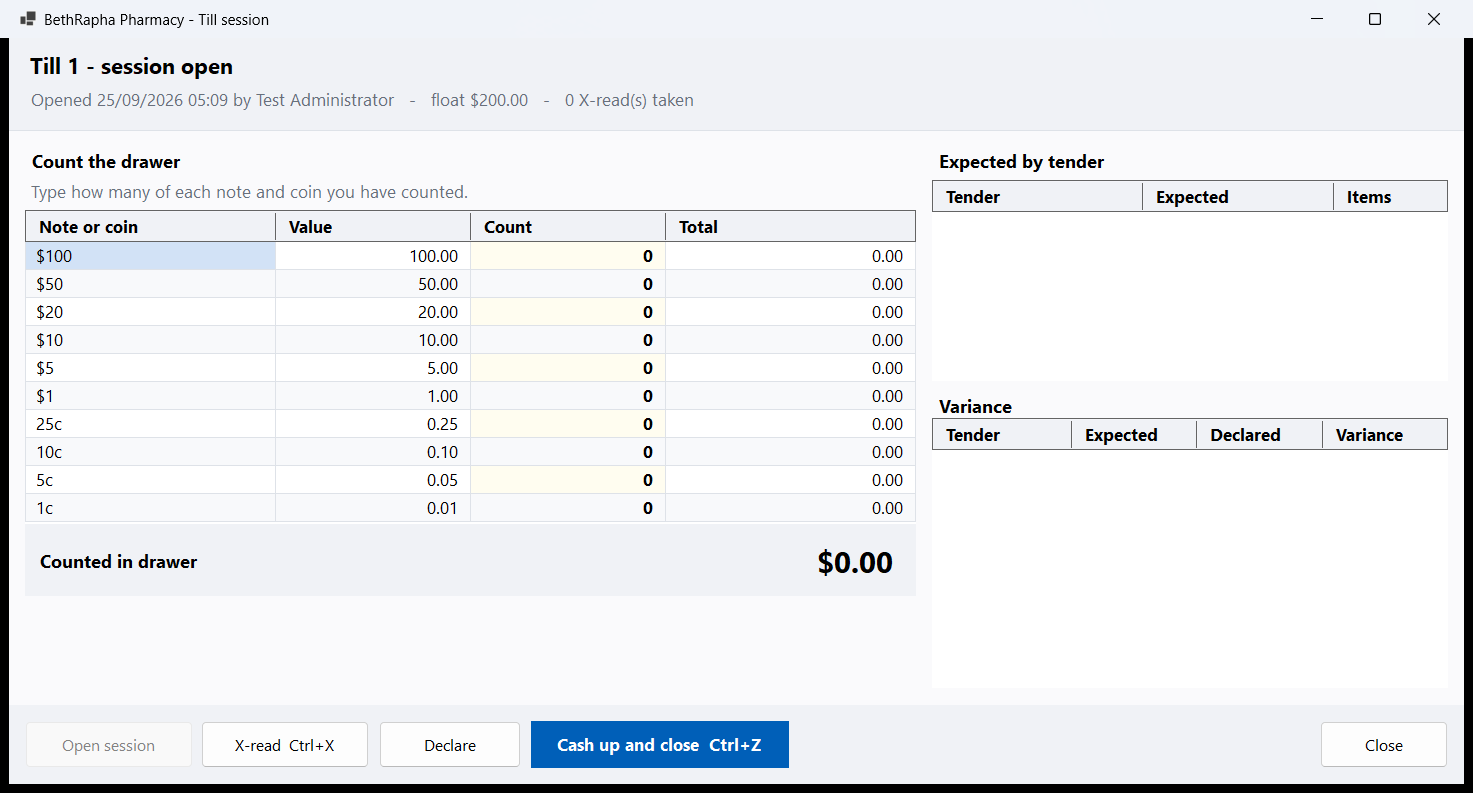 BethRapha Pharmacy - Till session
Till 1 - session open
Opened 25/09/2026 05:09 by Test Administrator - float $200.00 - 0 X-read(s) taken
Count the drawer
Type how many of each note and coin you have counted.
Note or coin Value Count Total
$100 100.00 0 0.00
$50 50.00 0 0.00
$20 20.00 0 0.00
$10 10.00 0 0.00
$5 5.00 0 0.00
$1 1.00 0 0.00
25c 0.25 0 0.00
10c 0.10 0 0.00
5c 0.05 0 0.00
1c 0.01 0 0.00
Counted in drawer $0.00
Expected by tender
Tender Expected Items
Variance
Tender Expected Declared Variance
Open session X-read Ctrl+X Declare Cash up and close Ctrl+Z Close